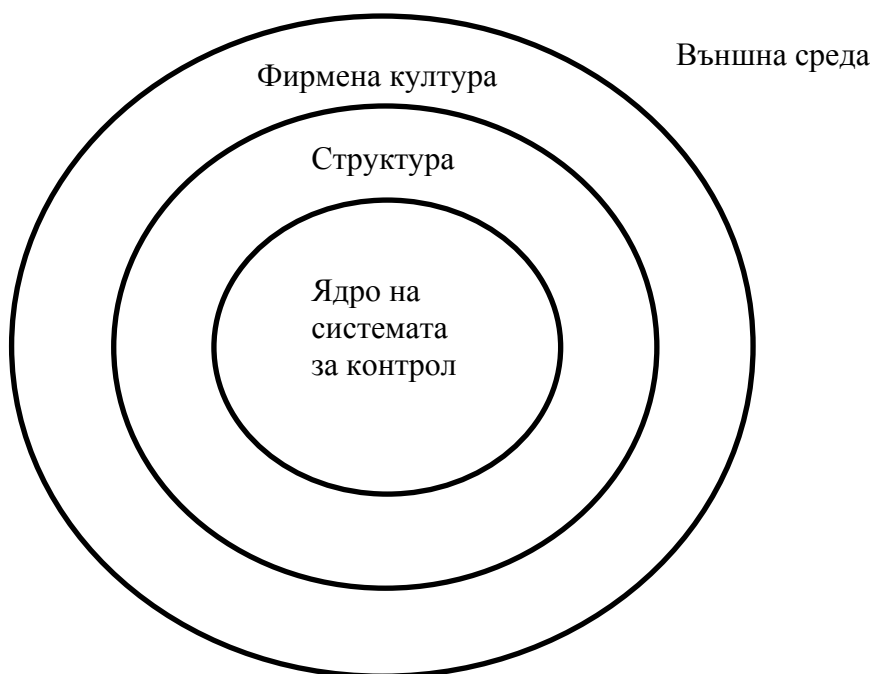 Външна среда
Фирмена култура
Структура
Ядро на
системата
за контрол